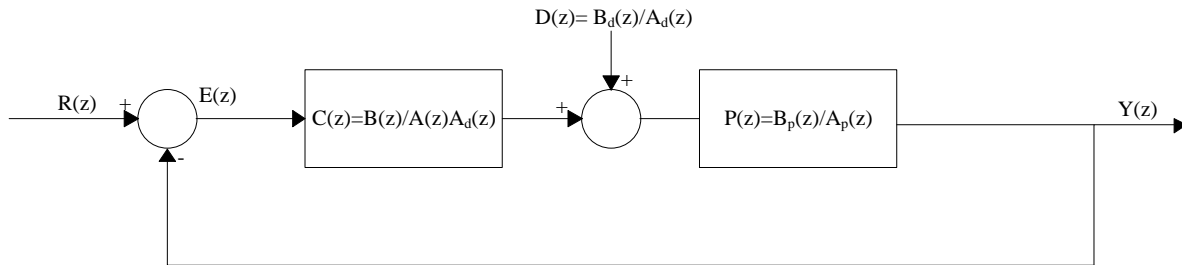 D(z)= B_d(z)/A_d(z)
R(z)
+
E(z)
C(z)=B(z)/A(z)A_d(z)
+
+
P(z)=B_p(z)/A_p(z)
Y(z)
-